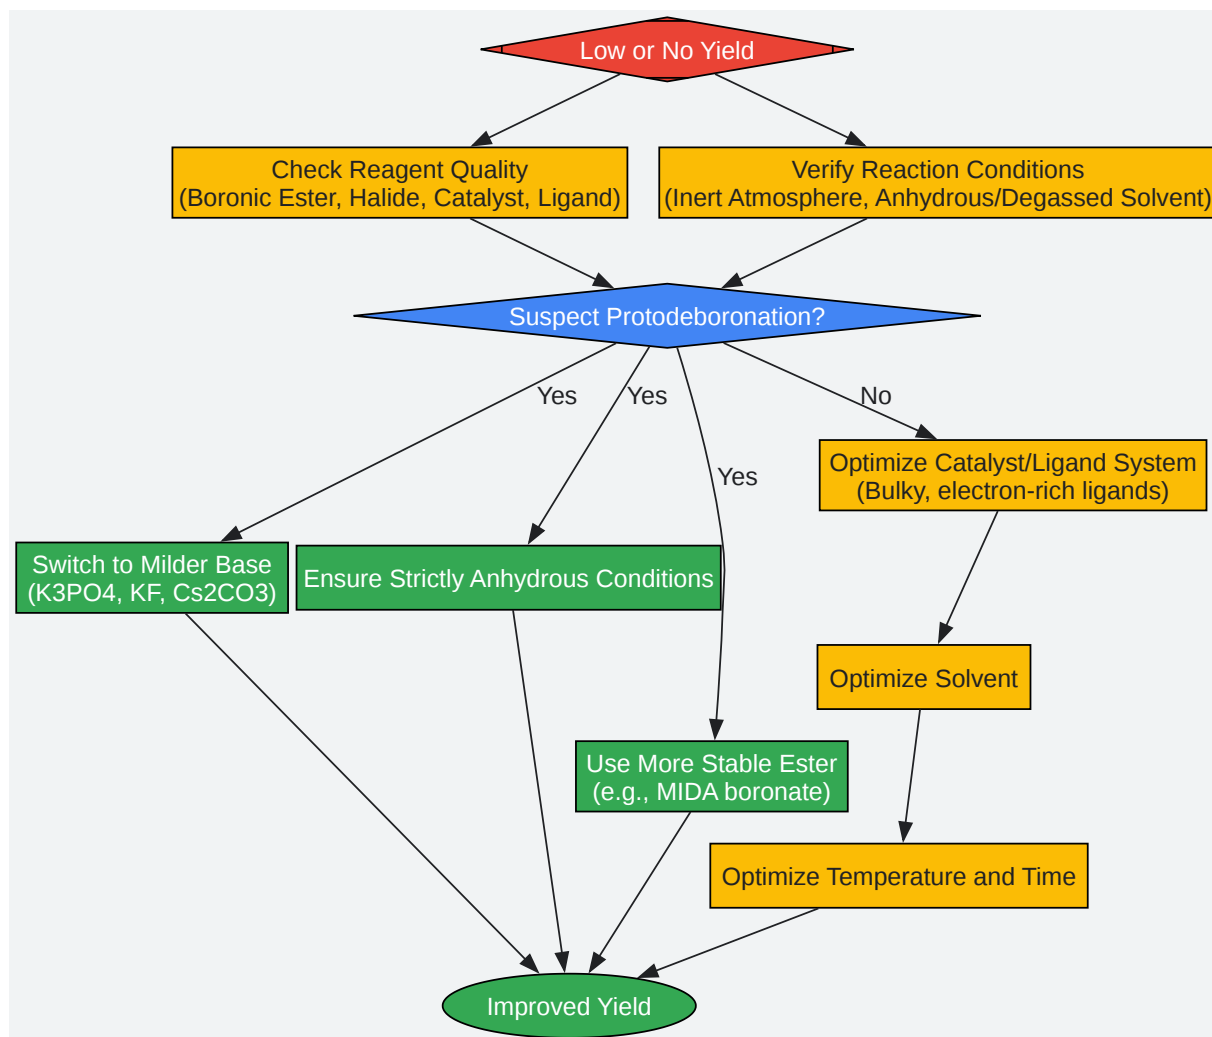 Low or No Yield
Check Reagent Quality
(Boronic Ester, Halide, Catalyst, Ligand)
Verify Reaction Conditions
(Inert Atmosphere, Anhydrous/Degassed Solvent)
Suspect Protodeboronation?
Yes
Yes
No
Yes
Optimize Catalyst/Ligand System
(Bulky, electron-rich ligands)
Switch to Milder Base
(K3PO4, KF, Cs2CO3)
Ensure Strictly Anhydrous Conditions
Optimize Solvent
Use More Stable Ester
(e.g., MIDA boronate)
Optimize Temperature and Time
Improved Yield